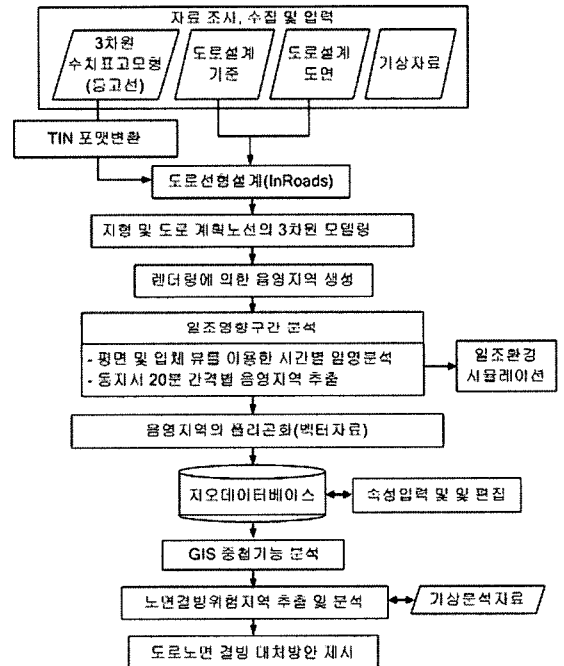 자료 조사, 수집 및 입력
3차원
수치표고모형
(등고선)
도로설계
기준
도로설계
도면
기상자료
TIN 포맷변환
도로선형설계(InRoads)
지형 및 도로 계획노선의 3차원 모델링
렌더링에 의한 음영지역 생성
일조영향구간 분석
- 평면 및 입체 뷰를 이용한 시간별 음영분석
- 동지시 20분 간격별 음영지역 추출
일조환경
시뮬레이션
음영지역의 폴리곤화(벡터자료)
지오데이터베이스
속성입력 및 및 편집
GIS 중첩기능 분석
노면결빙위험지역 추출 및 분석
기상분석자료
도로노면 결빙 대처방안 제시